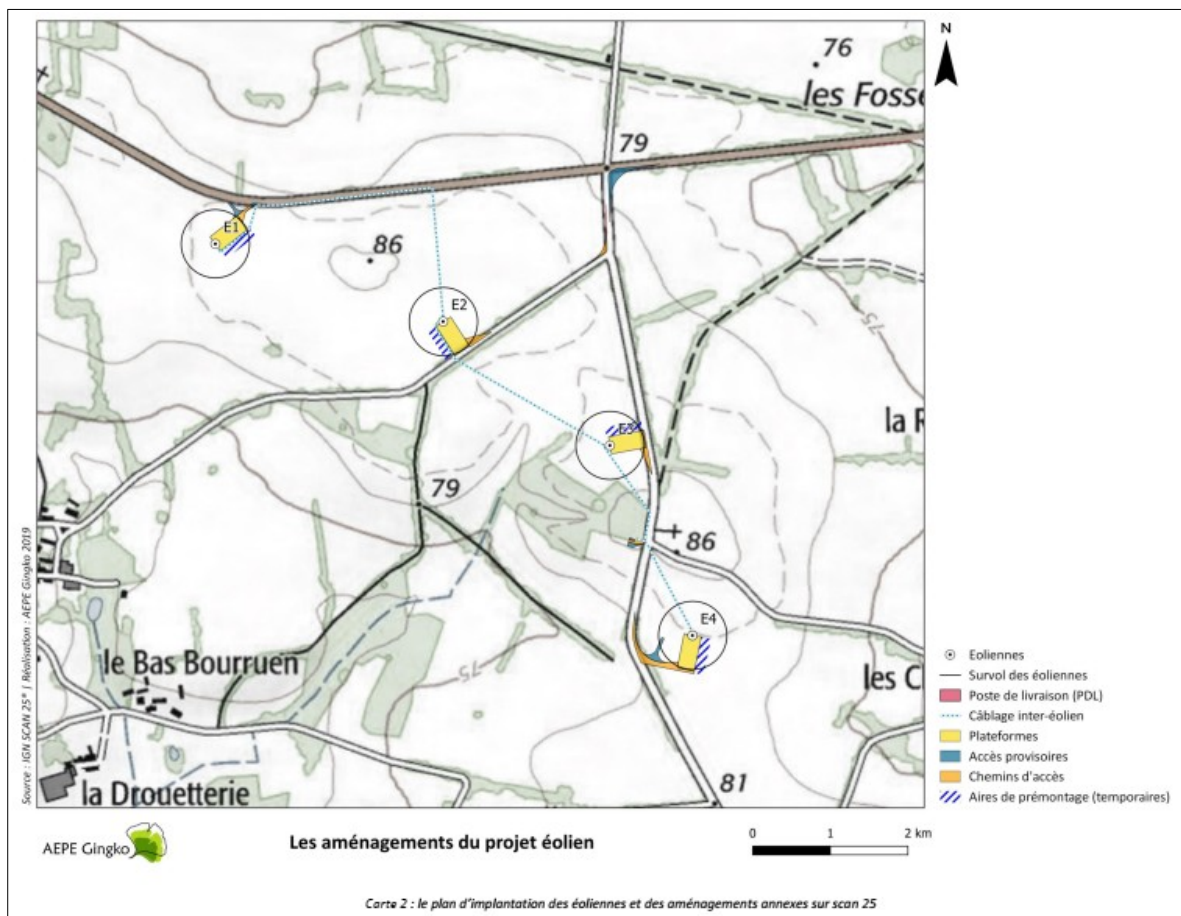 N
76
les Fosse
79
E1
86
E2
75
la R
E3
79
86
E4
le Bas Bourruen
75
les C
la Drouetterie
81
Source : IGN SCAN 25® / Réalisation : AEPE Gingko 2019
Eoliennes
Survol des éoliennes
Poste de livraison (PDL)
Câblage inter-éolien
Plateformes
Accès provisoires
Chemins d'accès
Aires de prémontage (temporaires)
AEPE Gingko
Les aménagements du projet éolien
0 1 2 km
Carte 2 : le plan d'implantation des éoliennes et des aménagements annexes sur scan 25